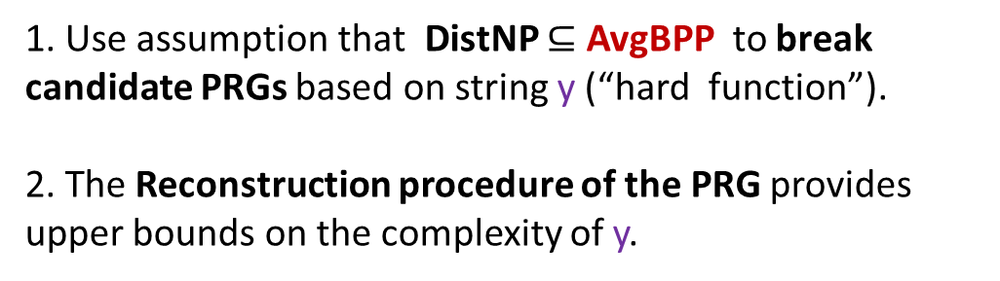 1. Use assumption that DistNP ⊆ AvgBPP to break
candidate PRGs based on string y (“hard function”).
2. The Reconstruction procedure of the PRG provides
upper bounds on the complexity of y.